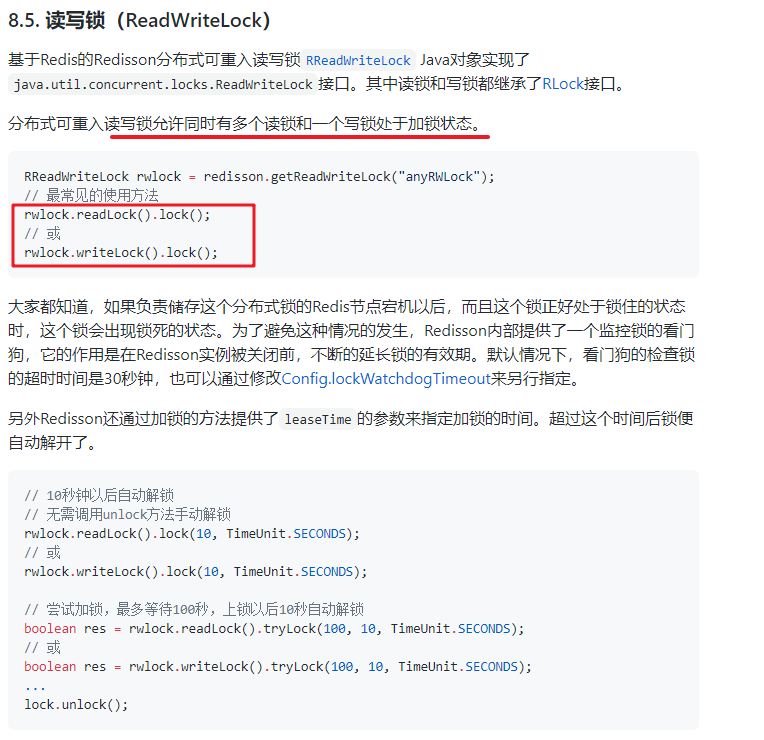 8.5. 读写锁（ReadWriteLock）
基于Redis的Redisson分布式可重入读写锁 RReadWriteLock Java对象实现了
java.util.concurrent.locks.ReadWriteLock 接口。其中读锁和写锁都继承了RLock接口。
分布式可重入读写锁允许同时有多个读锁和一个写锁处于加锁状态。
RReadWriteLock rwlock = redisson.getReadWriteLock("anyRWLock");
// 最常见的使用方法
rwlock.readLock().lock();
// 或
rwlock.writeLock().lock();
大家都知道，如果负责储存这个分布式锁的Redis节点宕机以后，而且这个锁正好处于锁住的状态
时，这个锁会出现锁死的状态。为了避免这种情况的发生，Redisson内部提供了一个监控锁的看门
狗，它的作用是在Redisson实例被关闭前，不断的延长锁的有效期。默认情况下，看门狗的检查锁
的超时时间是30秒钟，也可以通过修改Config.lockWatchdogTimeout来另行指定。
另外Redisson还通过加锁的方法提供了 leaseTime 的参数来指定加锁的时间。超过这个时间后锁便
自动解开了。
// 10秒钟以后自动解锁
// 无需调用unlock方法手动解锁
rwlock.readLock().lock(10, TimeUnit.SECONDS);
// 或
rwlock.writeLock().lock(10, TimeUnit.SECONDS);
// 尝试加锁，最多等待100秒，上锁以后10秒自动解锁
boolean res = rwlock.readLock().tryLock(100, 10, TimeUnit.SECONDS);
// 或
boolean res = rwlock.writeLock().tryLock(100, 10, TimeUnit.SECONDS);
...
lock.unlock();